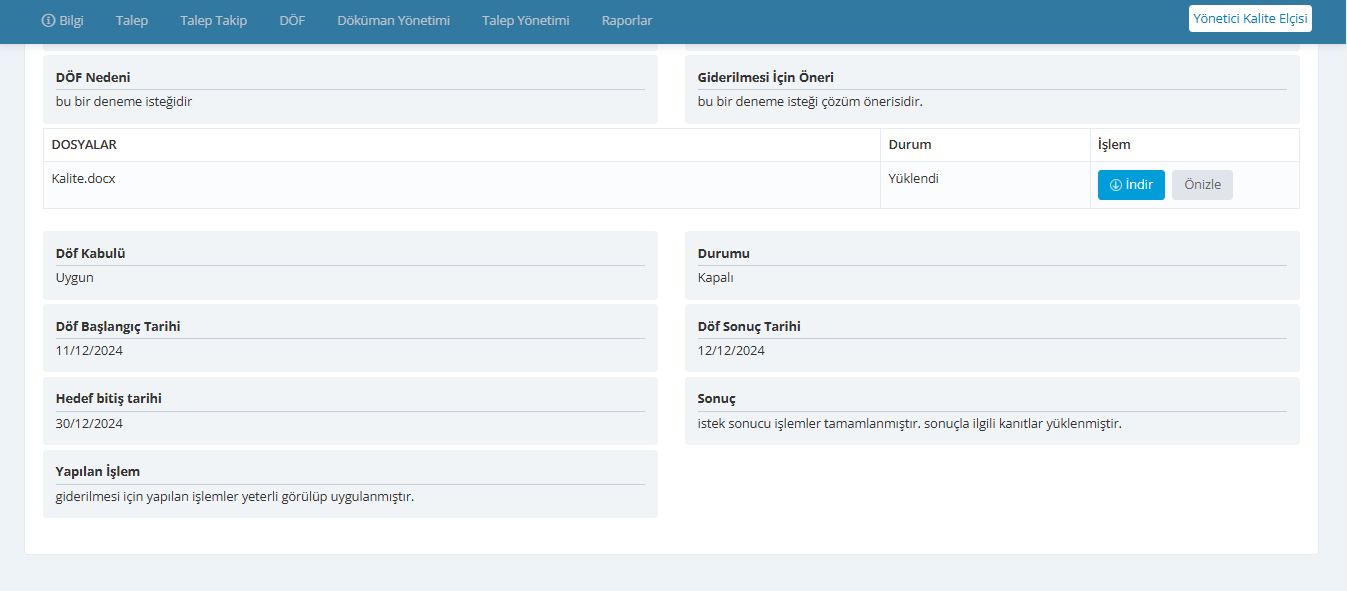 Bilgi Talep Talep Takip DÖF Döküman Yönetimi Talep Yönetimi Raporlar Yönetici Kalite Elçisi
DÖF Nedeni
bu bir deneme isteğidir
Giderilmesi İçin Öneri
bu bir deneme isteği çözüm önerisidir.
DOSYALAR Durum İşlem
Kalite.docx Yüklendi İndir Önizle
Döf Kabulü
Uygun
Durumu
Kapalı
Döf Başlangıç Tarihi
11/12/2024
Döf Sonuç Tarihi
12/12/2024
Hedef bitiş tarihi
30/12/2024
Sonuç
istek sonucu işlemler tamamlanmıştır. sonuçla ilgili kanıtlar yüklenmiştir.
Yapılan İşlem
giderilmesi için yapılan işlemler yeterli görülüp uygulanmıştır.